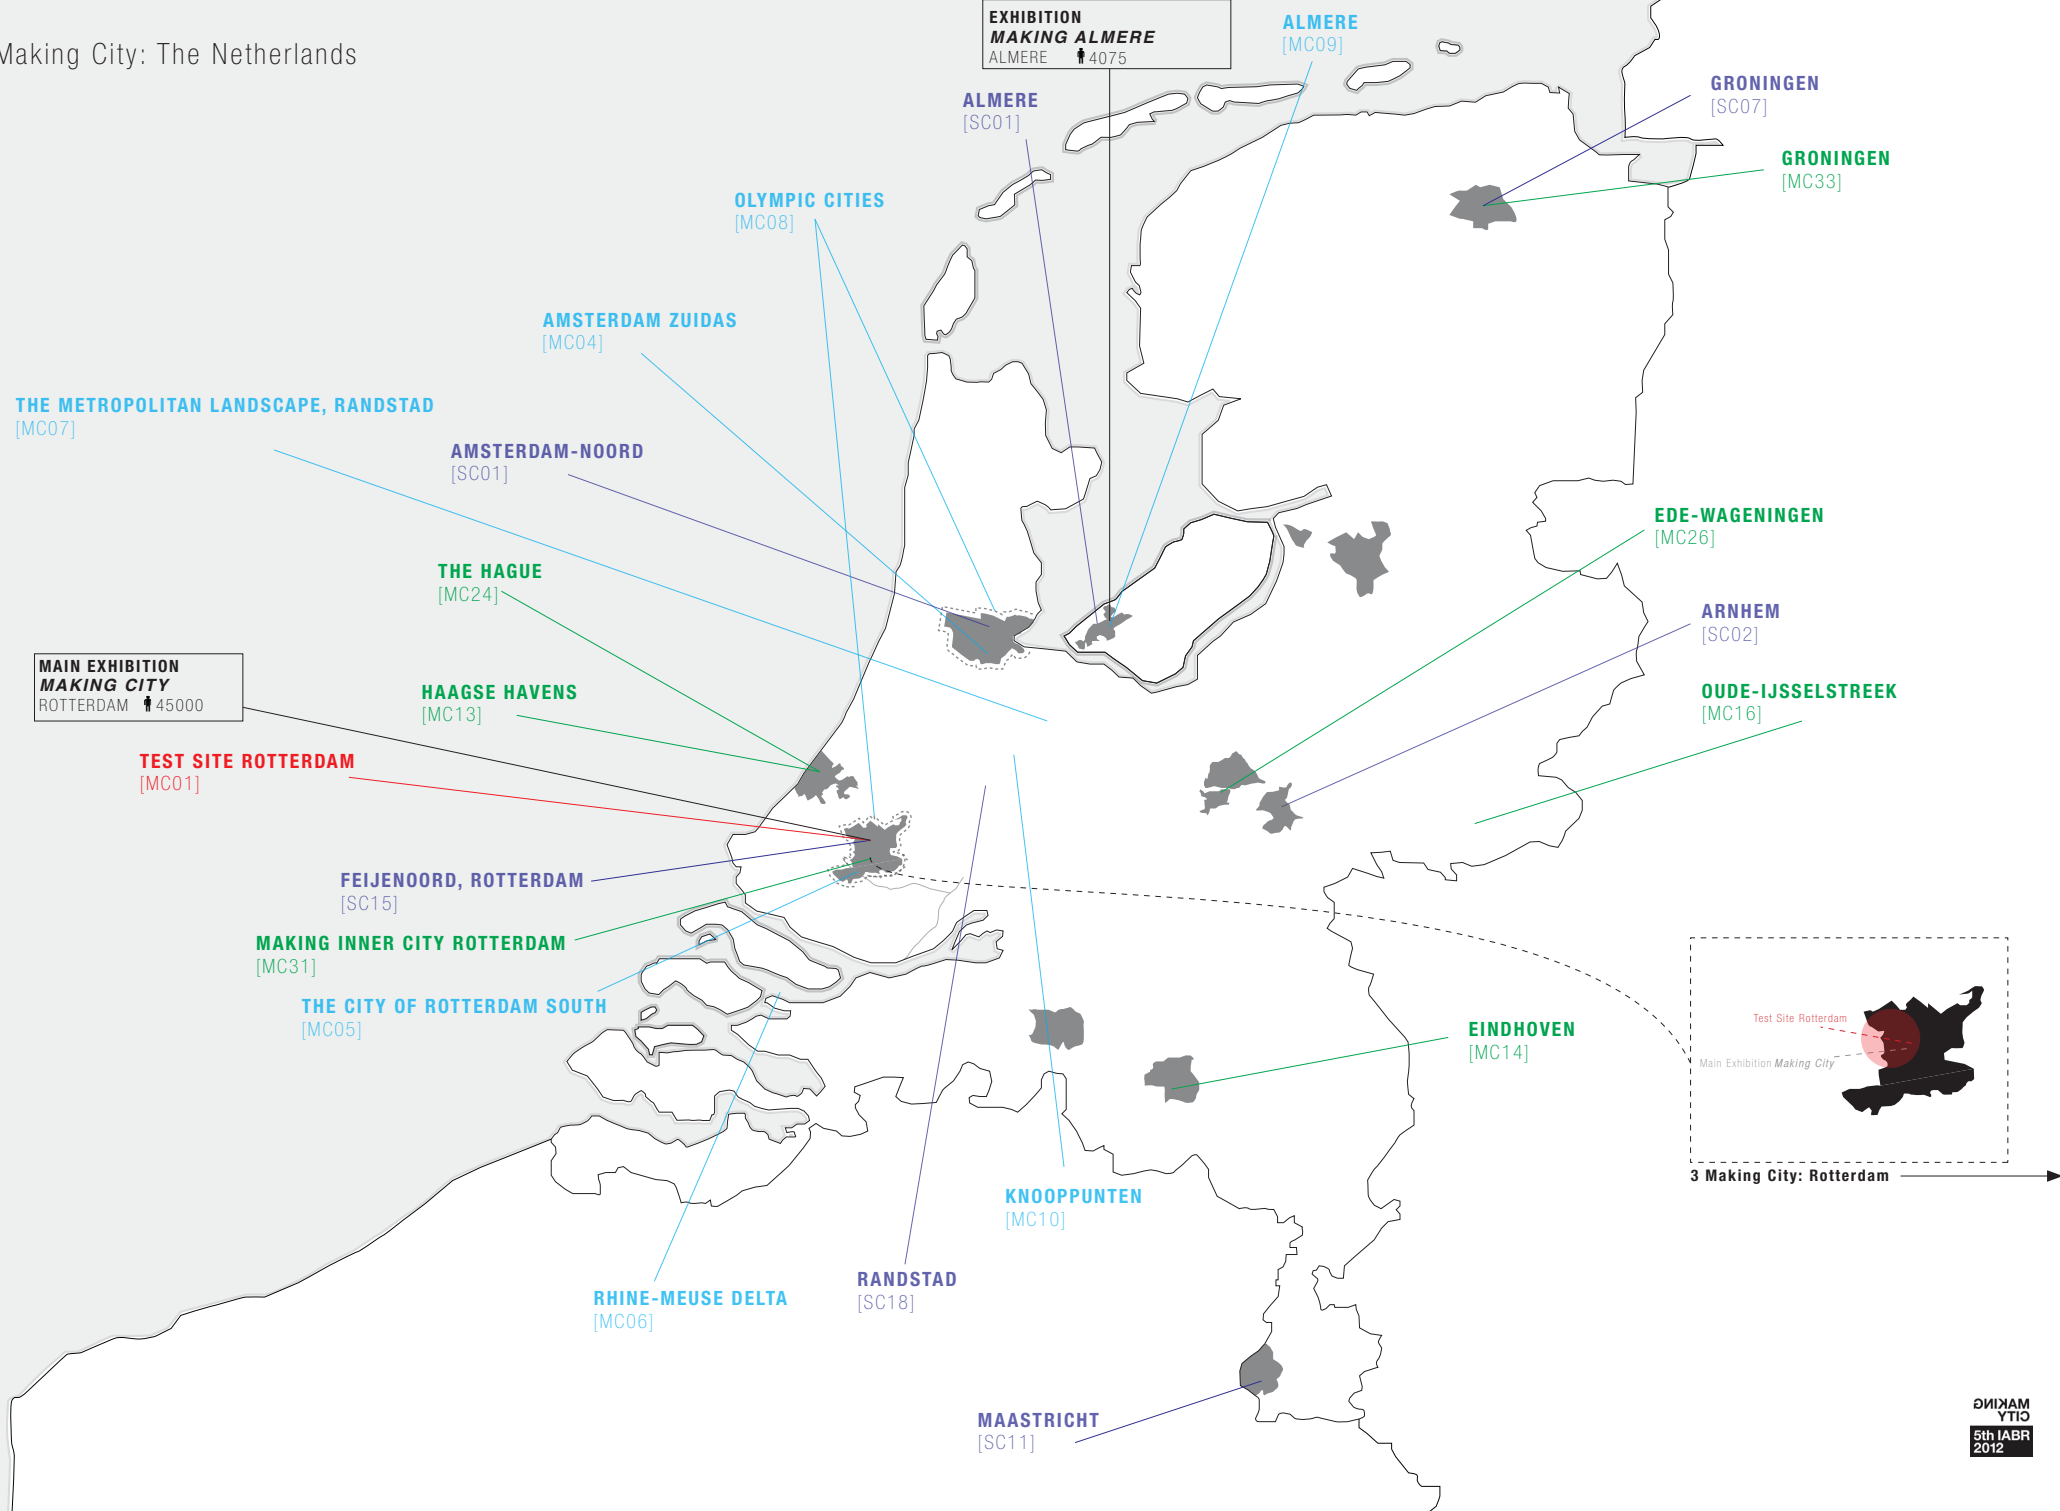 Making City: The Netherlands
EXHIBITION
MAKING ALMERE
ALMERE 4075
ALMERE
[MC09]
ALMERE
[SC01]
GRONINGEN
[SC07]
GRONINGEN
[MC33]
OLYMPIC CITIES
[MC08]
AMSTERDAM ZUIDAS
[MC04]
THE METROPOLITAN LANDSCAPE, RANDSTAD
[MC07]
AMSTERDAM-NOORD
[SC01]
EDE-WAGENINGEN
[MC26]
THE HAGUE
[MC24]
ARNHEM
[SC02]
MAIN EXHIBITION
MAKING CITY
ROTTERDAM 45000
HAAGSE HAVENS
[MC13]
OUDE-IJSSELSTREEK
[MC16]
TEST SITE ROTTERDAM
[MC01]
FEIJENOORD, ROTTERDAM
[SC15]
MAKING INNER CITY ROTTERDAM
[MC31]
THE CITY OF ROTTERDAM SOUTH
[MC05]
EINDHOVEN
[MC14]
Test Site Rotterdam
Main Exhibition Making City
3 Making City: Rotterdam
KNOOPPUNTEN
[MC10]
RANDSTAD
[SC18]
RHINE-MEUSE DELTA
[MC06]
MAASTRICHT
[SC11]
MAKING
CITY
5th IABR
2012